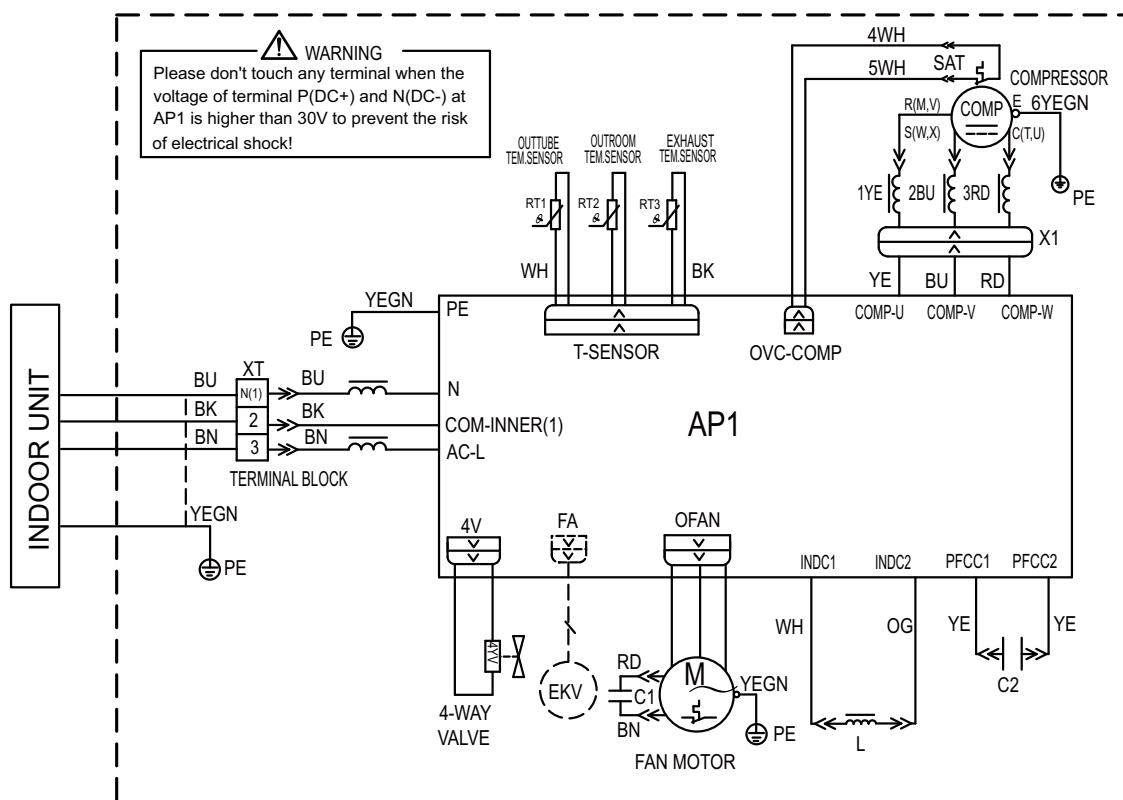 WARNING
Please don't touch any terminal when the
voltage of terminal P(DC+) and N(DC-) at
AP1 is higher than 30V to prevent the risk
of electrical shock!
4WH
5WH
SAT
COMPRESSOR
R(M,V)
COMP
E
6YEGN
S(W,X)
C(T,U)
PE
1YE
2BU
3RD
X1
YE
BU
RD
OUTTUBE
TEM.SENSOR
OUTROOM
TEM.SENSOR
EXHAUST
TEM.SENSOR
RT1
RT2
RT3
WH
BK
YEGN
PE
PE
T-SENSOR
OVC-COMP
COMP-U
COMP-V
COMP-W
INDOOR UNIT
XT
BU
N(1)
BU
N
BK
2
BK
COM-INNER(1)
AP1
BN
3
BN
AC-L
TERMINAL BLOCK
YEGN
PE
4V
FA
OFAN
INDC1
INDC2
PFCC1
PFCC2
WH
OG
YE
YE
4YV
EKV
RD
C1
BN
M
YEGN
PE
C2
4-WAY
VALVE
FAN MOTOR
L